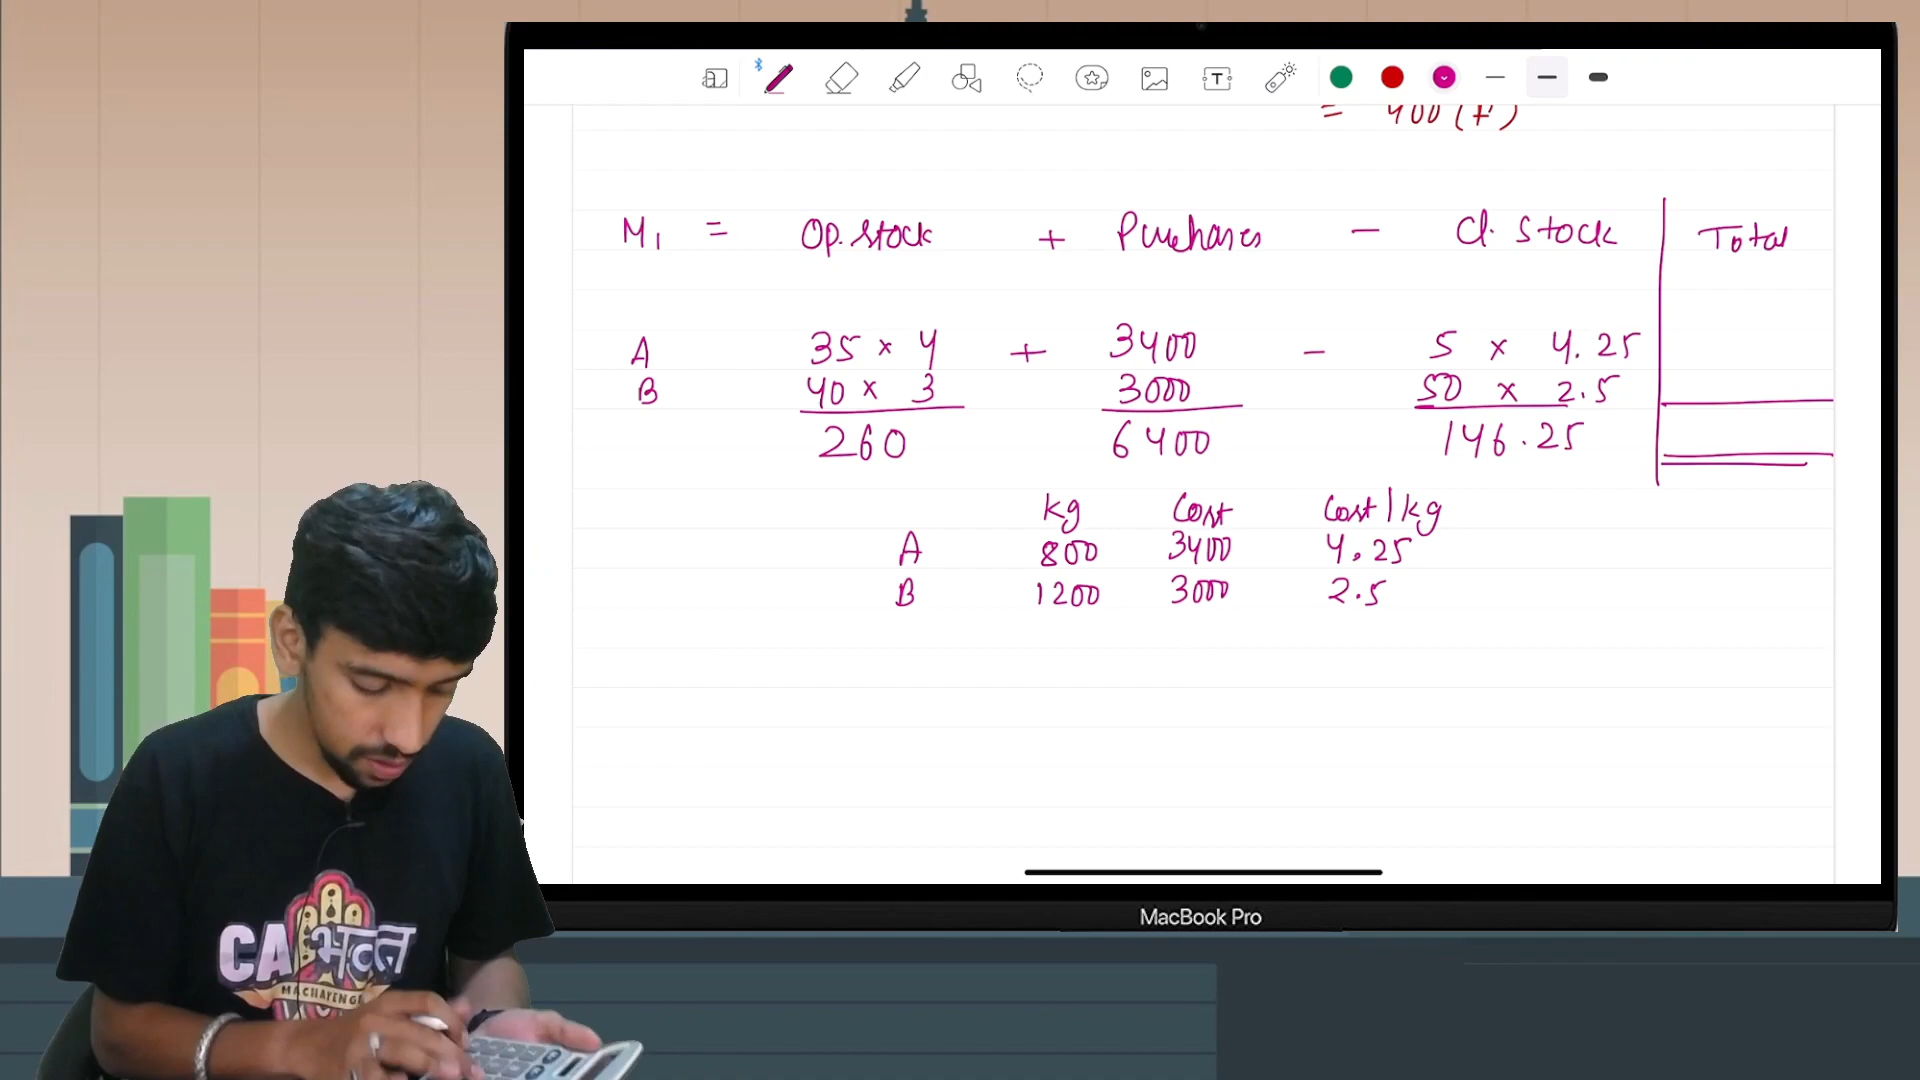 = 400 (F)
M1 = Op. stock + Purchases - Cl. Stock Total
A 35 × 4 + 3400 - 5 × 4.25
B 40 × 3 3000 50 × 2.5
260 6400 146.25
kg Cost Cost/kg
A 800 3400 4.25
B 1200 3000 2.5
CA भक्त
MacBook Pro